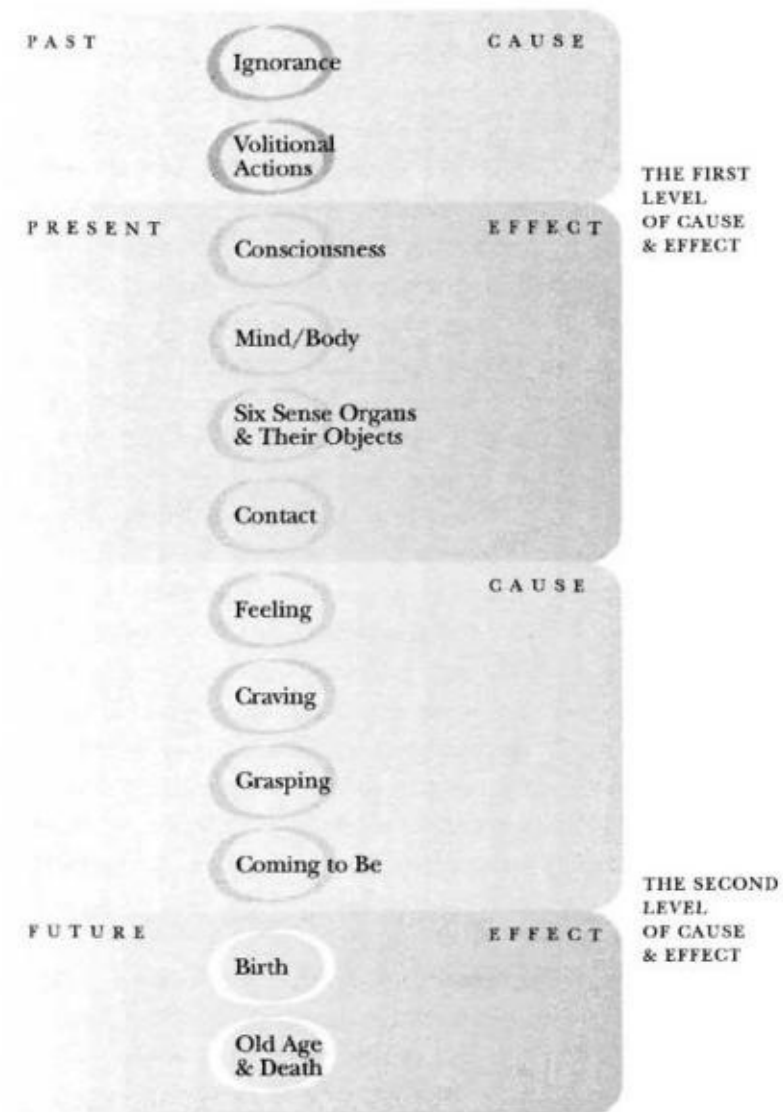 PAST
CAUSE
Ignorance
Volitional
Actions
THE FIRST
LEVEL
OF CAUSE
& EFFECT
PRESENT
EFFECT
Consciousness
Mind/Body
Six Sense Organs
& Their Objects
Contact
CAUSE
Feeling
Craving
Grasping
Coming to Be
THE SECOND
LEVEL
OF CAUSE
& EFFECT
FUTURE
EFFECT
Birth
Old Age
& Death